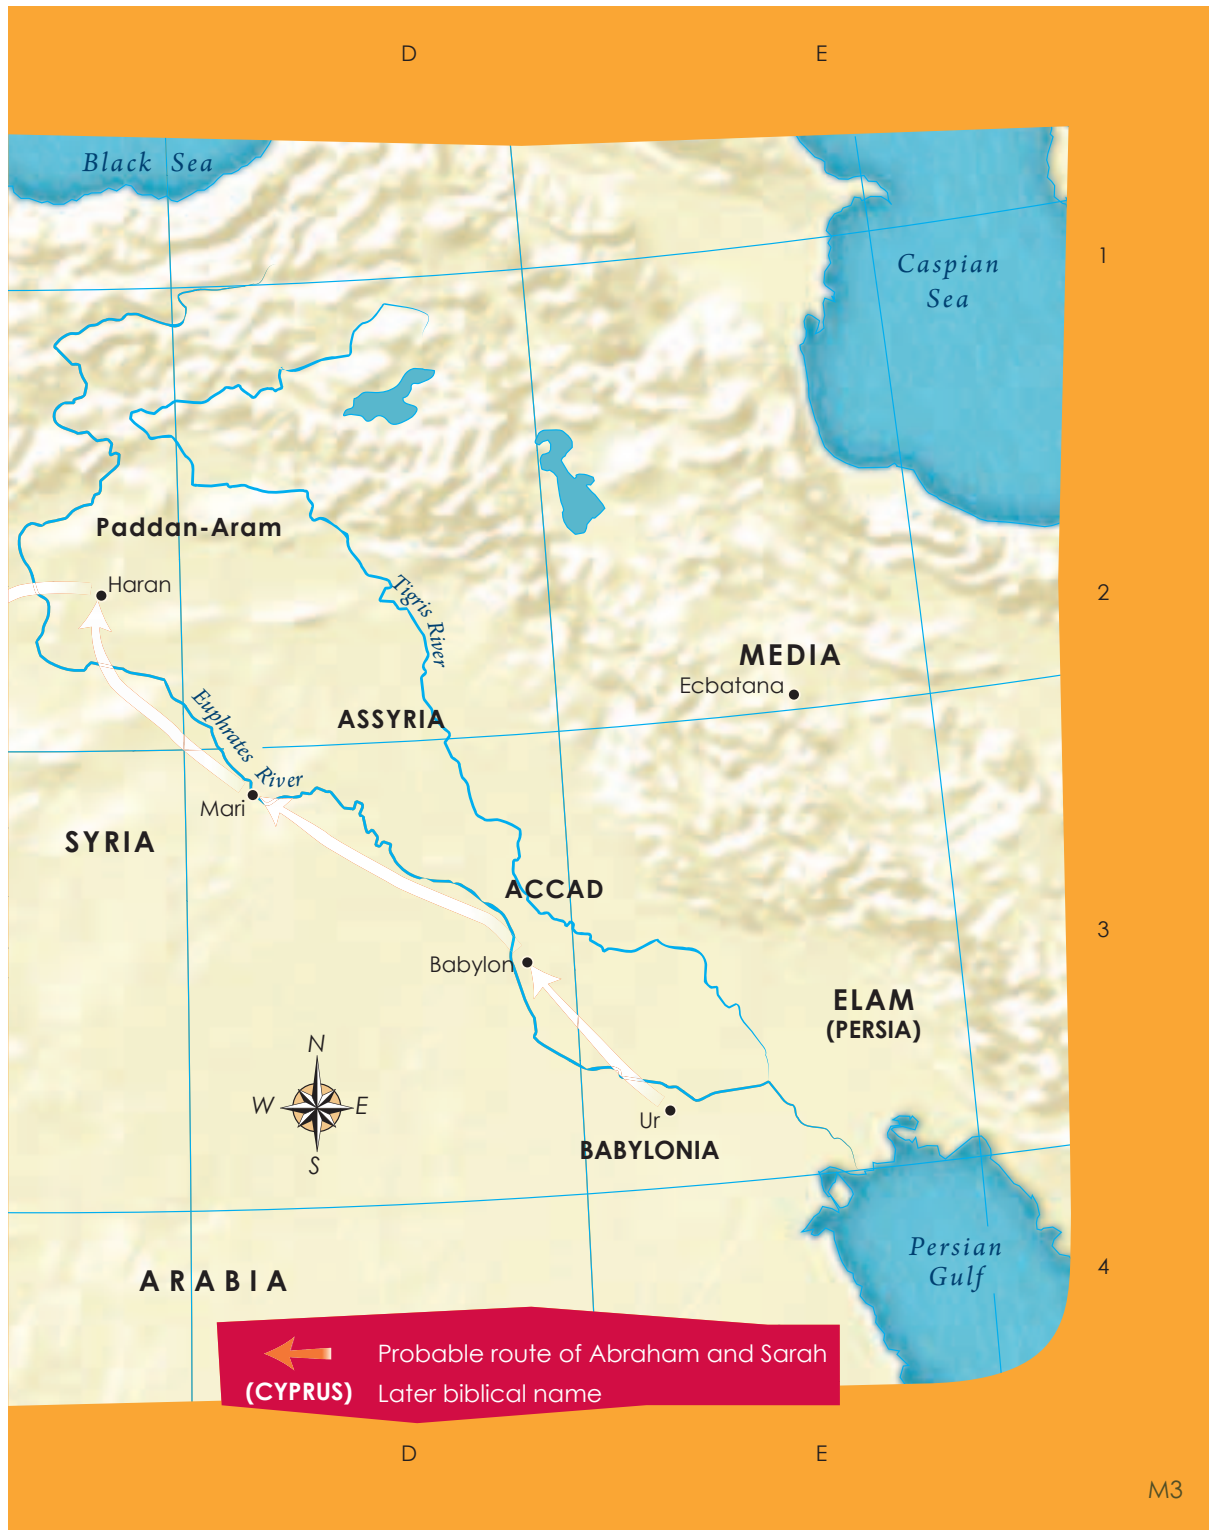 D
E
Black Sea
Caspian
Sea
1
Paddan-Aram
Haran
Tigris River
2
MEDIA
Ecbatana
Euphrates River
ASSYRIA
Mari
SYRIA
ACCAD
3
Babylon
ELAM
(PERSIA)
N
W
E
S
Ur
BABYLONIA
Persian
Gulf
4
ARABIA
Probable route of Abraham and Sarah
(CYPRUS) Later biblical name
D
E
M3